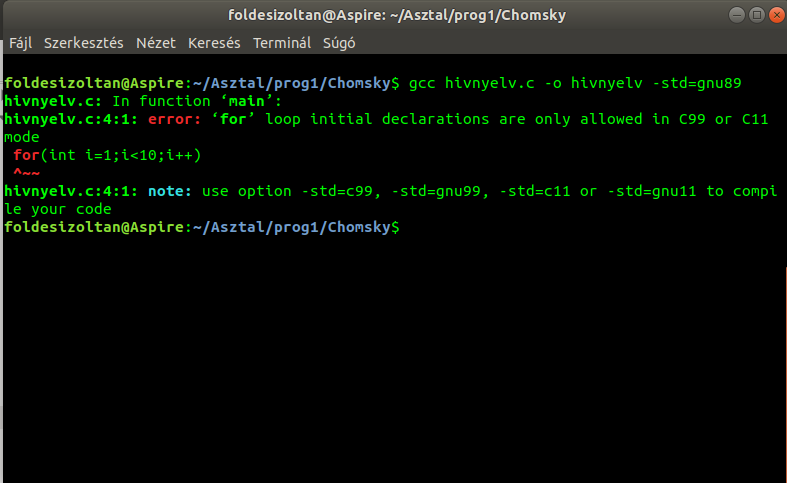 foldesizoltan@Aspire: ~/Asztal/prog1/Chomsky
Fájl Szerkesztés Nézet Keresés Terminál Súgó
foldesizoltan@Aspire:~/Asztal/prog1/Chomsky$ gcc hivnyelv.c -o hivnyelv -std=gnu89
hivnyelv.c: In function ‘main’:
hivnyelv.c:4:1: error: ‘for’ loop initial declarations are only allowed in C99 or C11
mode
 for(int i=1;i<10;i++)
 ^~~
hivnyelv.c:4:1: note: use option -std=c99, -std=gnu99, -std=c11 or -std=gnu11 to compi
le your code
foldesizoltan@Aspire:~/Asztal/prog1/Chomsky$